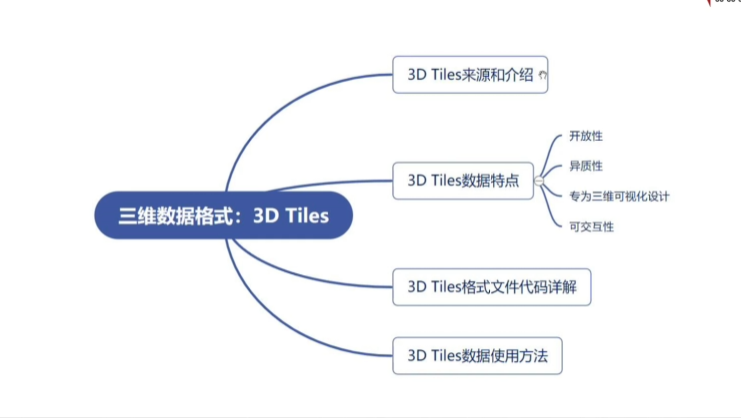 3D Tiles来源和介绍
开放性
异质性
3D Tiles数据特点
专为三维可视化设计
三维数据格式：3D Tiles
可交互性
3D Tiles格式文件代码详解
3D Tiles数据使用方法